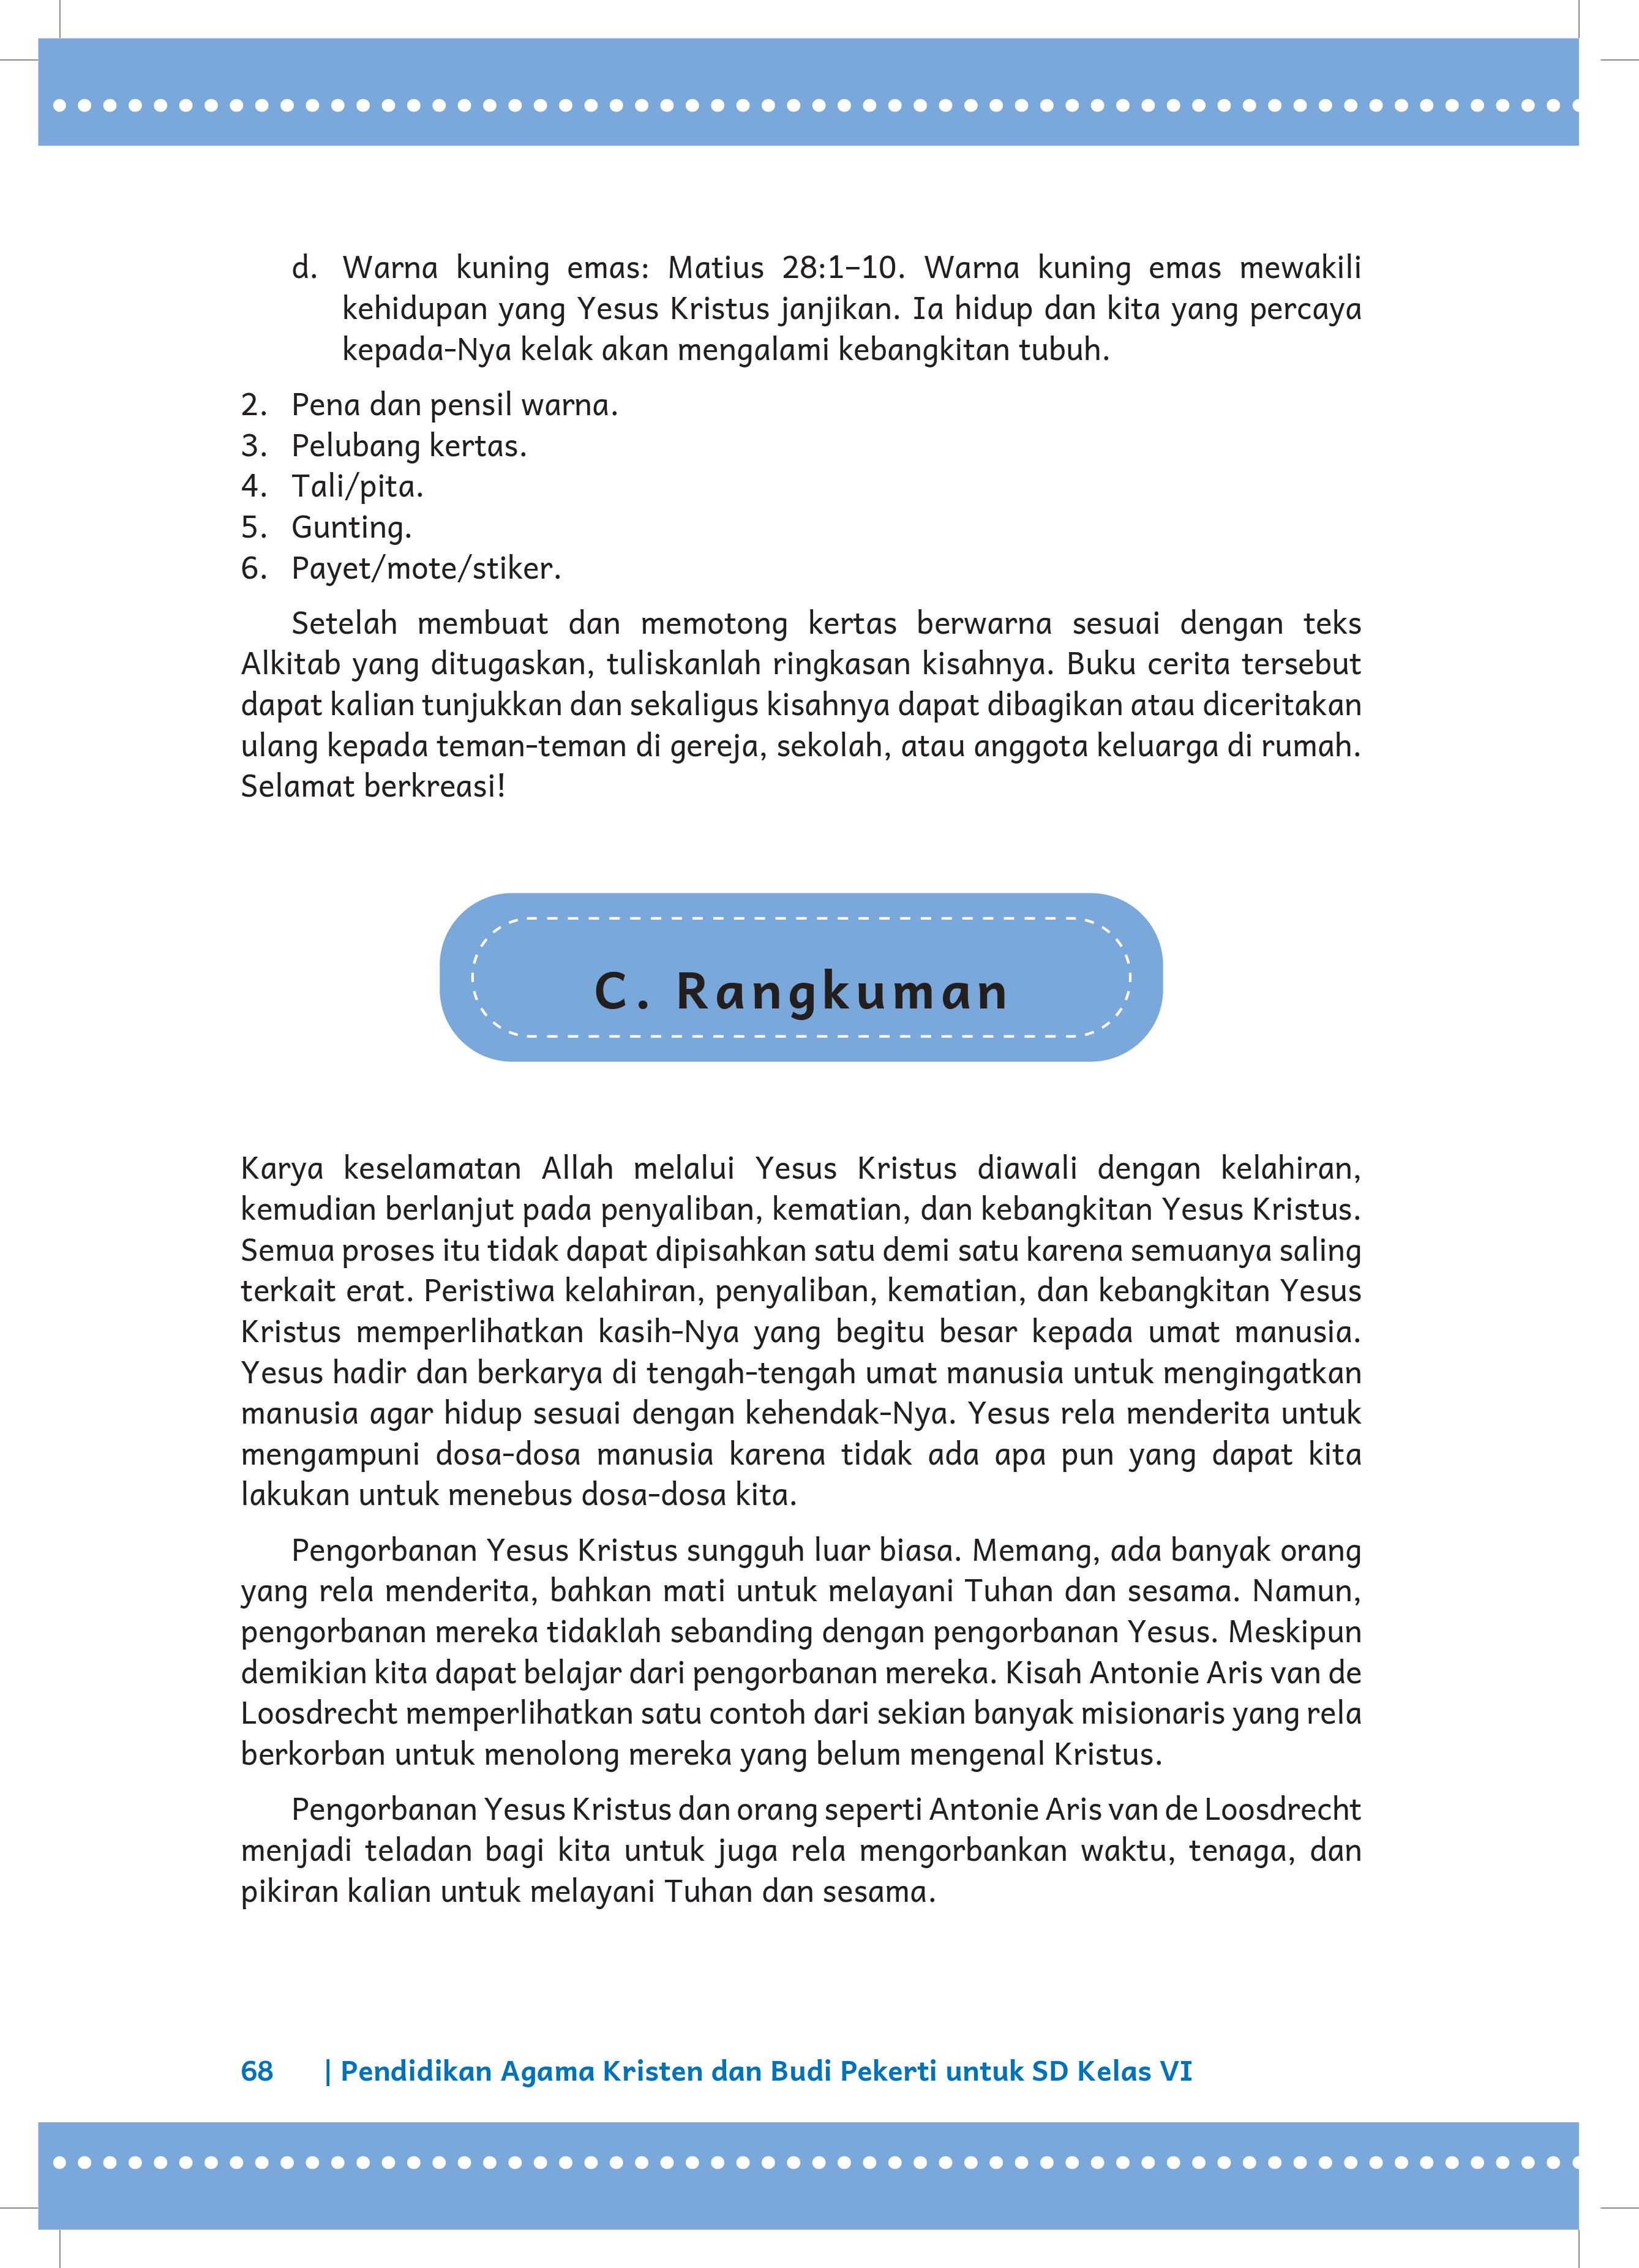 d. Warna kuning emas: Matius 28:1–10. Warna kuning emas mewakili
kehidupan yang Yesus Kristus janjikan. Ia hidup dan kita yang percaya
kepada-Nya kelak akan mengalami kebangkitan tubuh.
2. Pena dan pensil warna.
3. Pelubang kertas.
4. Tali/pita.
5. Gunting.
6. Payet/mote/stiker.
Setelah membuat dan memotong kertas berwarna sesuai dengan teks
Alkitab yang ditugaskan, tuliskanlah ringkasan kisahnya. Buku cerita tersebut
dapat kalian tunjukkan dan sekaligus kisahnya dapat dibagikan atau diceritakan
ulang kepada teman-teman di gereja, sekolah, atau anggota keluarga di rumah.
Selamat berkreasi!
C. Rangkuman
Karya keselamatan Allah melalui Yesus Kristus diawali dengan kelahiran,
kemudian berlanjut pada penyaliban, kematian, dan kebangkitan Yesus Kristus.
Semua proses itu tidak dapat dipisahkan satu demi satu karena semuanya saling
terkait erat. Peristiwa kelahiran, penyaliban, kematian, dan kebangkitan Yesus
Kristus memperlihatkan kasih-Nya yang begitu besar kepada umat manusia.
Yesus hadir dan berkarya di tengah-tengah umat manusia untuk mengingatkan
manusia agar hidup sesuai dengan kehendak-Nya. Yesus rela menderita untuk
mengampuni dosa-dosa manusia karena tidak ada apa pun yang dapat kita
lakukan untuk menebus dosa-dosa kita.
Pengorbanan Yesus Kristus sungguh luar biasa. Memang, ada banyak orang
yang rela menderita, bahkan mati untuk melayani Tuhan dan sesama. Namun,
pengorbanan mereka tidaklah sebanding dengan pengorbanan Yesus. Meskipun
demikian kita dapat belajar dari pengorbanan mereka. Kisah Antonie Aris van de
Loosdrecht memperlihatkan satu contoh dari sekian banyak misionaris yang rela
berkorban untuk menolong mereka yang belum mengenal Kristus.
Pengorbanan Yesus Kristus dan orang seperti Antonie Aris van de Loosdrecht
menjadi teladan bagi kita untuk juga rela mengorbankan waktu, tenaga, dan
pikiran kalian untuk melayani Tuhan dan sesama.
68 | Pendidikan Agama Kristen dan Budi Pekerti untuk SD Kelas VI